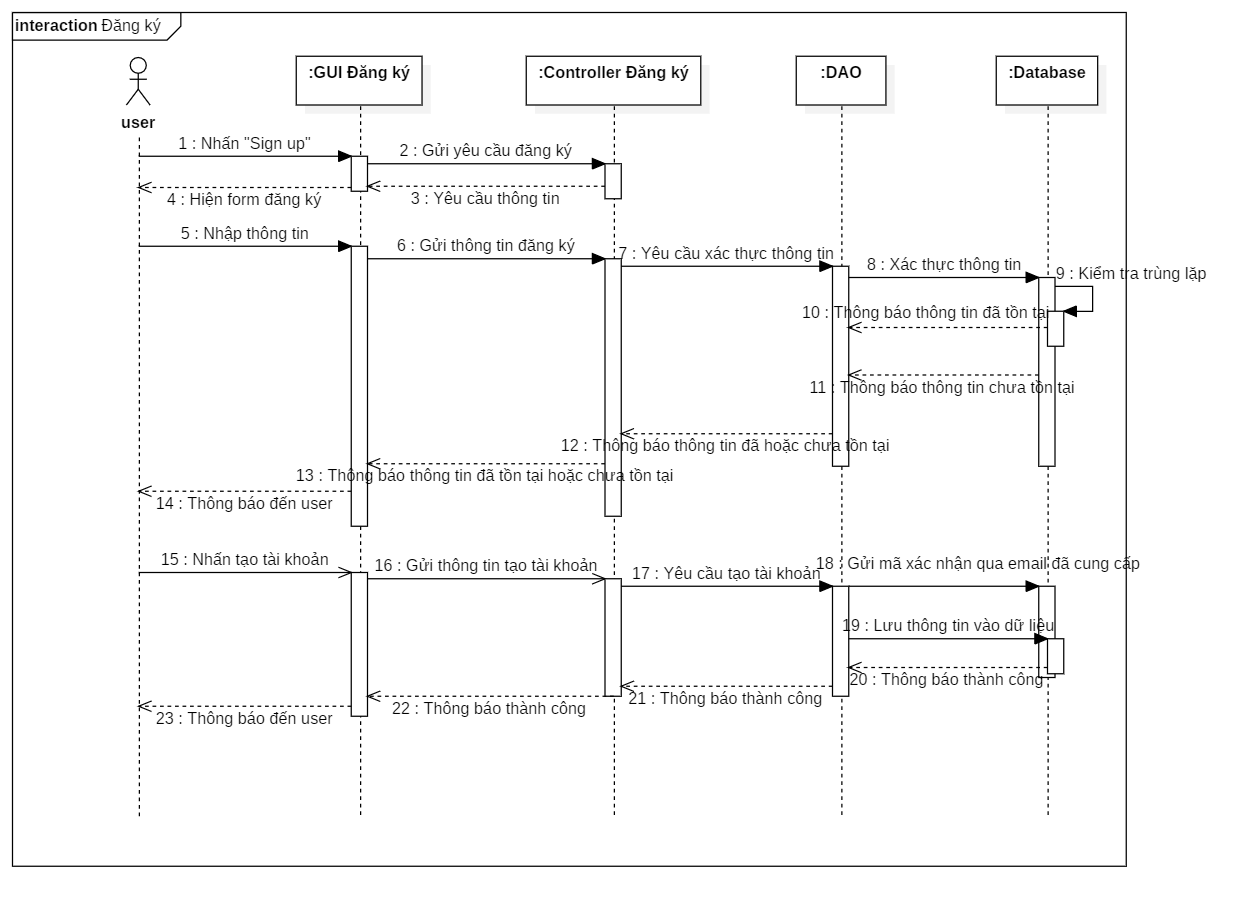 interaction Đăng ký
:GUI Đăng ký
:Controller Đăng ký
:DAO
:Database
user
1 : Nhấn "Sign up"
2 : Gửi yêu cầu đăng ký
3 : Yêu cầu thông tin
4 : Hiện form đăng ký
5 : Nhập thông tin
6 : Gửi thông tin đăng ký
7 : Yêu cầu xác thực thông tin
8 : Xác thực thông tin
9 : Kiểm tra trùng lặp
10 : Thông báo thông tin đã tồn tại
11 : Thông báo thông tin chưa tồn tại
12 : Thông báo thông tin đã hoặc chưa tồn tại
13 : Thông báo thông tin đã tồn tại hoặc chưa tồn tại
14 : Thông báo đến user
15 : Nhấn tạo tài khoản
16 : Gửi thông tin tạo tài khoản
17 : Yêu cầu tạo tài khoản
18 : Gửi mã xác nhận qua email đã cung cấp
19 : Lưu thông tin vào dữ liệu
20 : Thông báo thành công
21 : Thông báo thành công
22 : Thông báo thành công
23 : Thông báo đến user